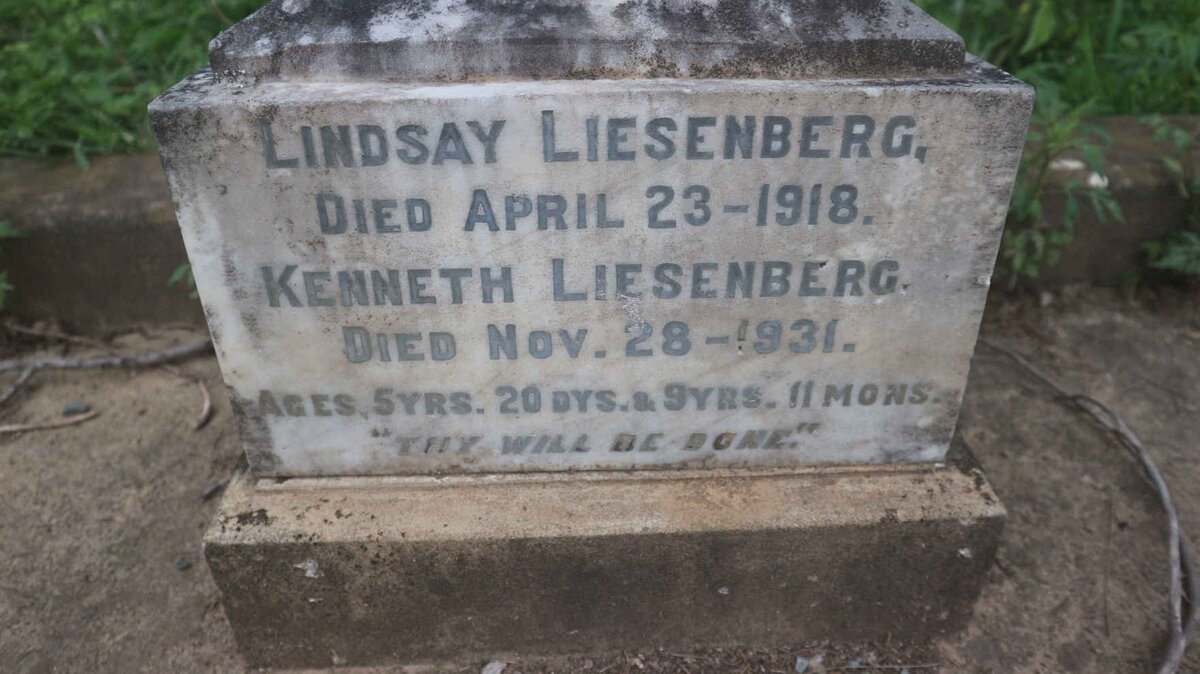 LINDSAY LIESENBERG,
DIED APRIL 23-1918.
KENNETH LIESENBERG.
DIED NOV. 28-1931.
AGES, 5YRS. 20 DYS. & 9YRS. 11 MONS.
"THY WILL BE DONE."